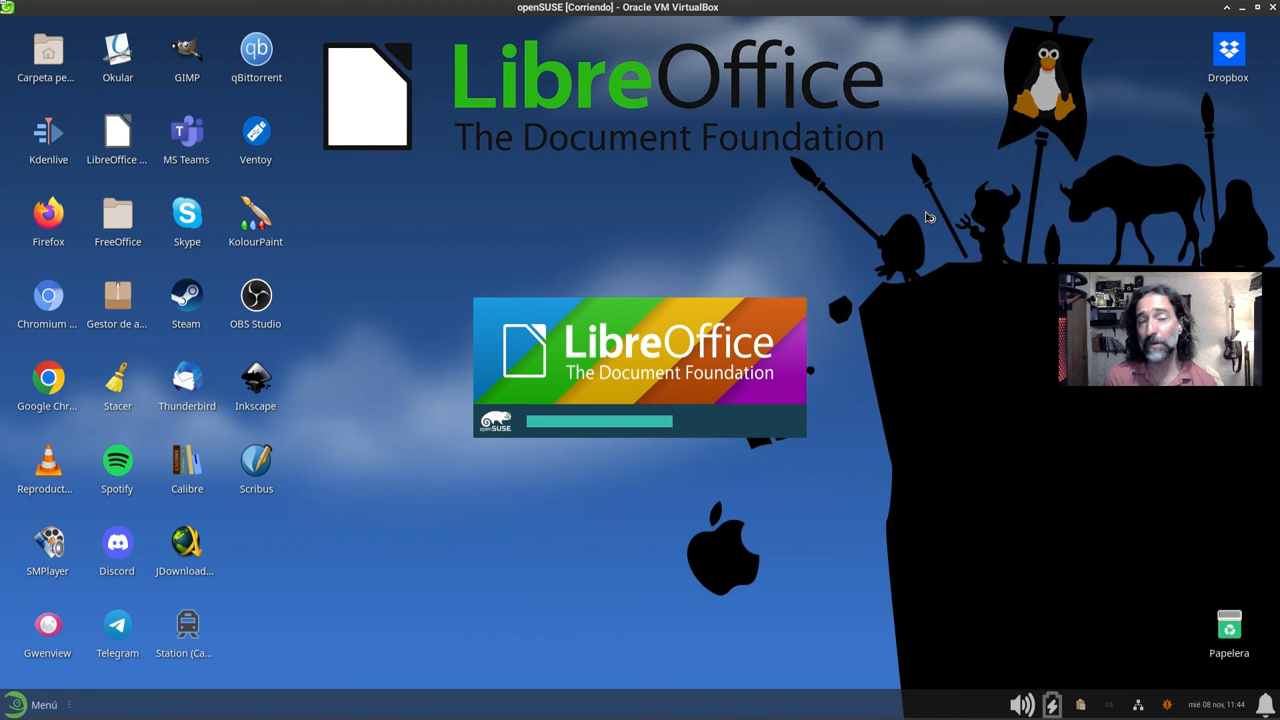 openSUSE [Corriendo] - Oracle VM VirtualBox
LibreOffice
The Document Foundation
Carpeta pe...
Okular
GIMP
qb
qBittorrent
Dropbox
Kdenlive
LibreOffice ...
MS Teams
Ventoy
Firefox
FreeOffice
Skype
KolourPaint
Chromium ...
Gestor de a...
Steam
OBS Studio
LibreOffice
The Document Foundation
openSUSE
Google Chr...
Stacer
Thunderbird
Inkscape
Reproduct...
Spotify
CALIBRE
Calibre
Scribus
SMPlayer
Discord
JDownload...
Gwenview
Telegram
Station (Ca...
Papelera
Menú
ES
mié 08 nov, 11:44